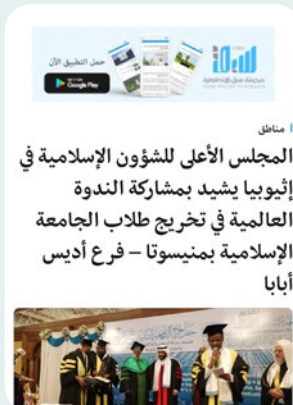 حمل التطبيق الآن
Google Play
سبق
مناطق
المجلس الأعلى للشؤون الإسلامية في
إثيوبيا يشيد بمشاركة الندوة
العالمية في تخريج طلاب الجامعة
الإسلامية بمنيسوتا – فرع أديس
أبابا